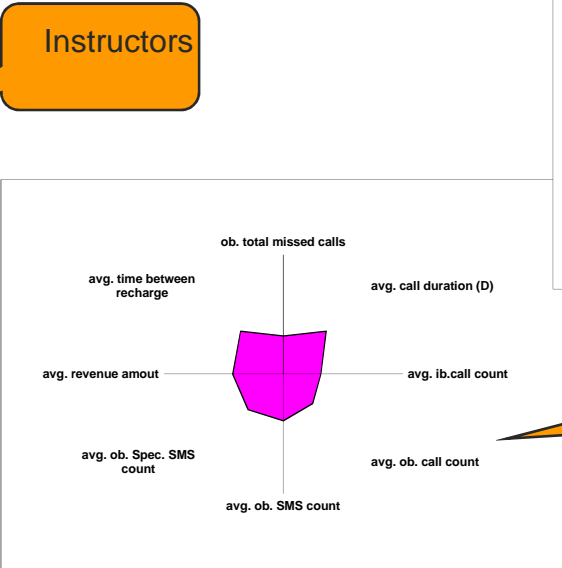 Instructors
ob. total missed calls
avg. time between
recharge
avg. call duration (D)
avg. revenue amout
avg. ib.call count
avg. ob. Spec. SMS
count
avg. ob. call count
avg. ob. SMS count